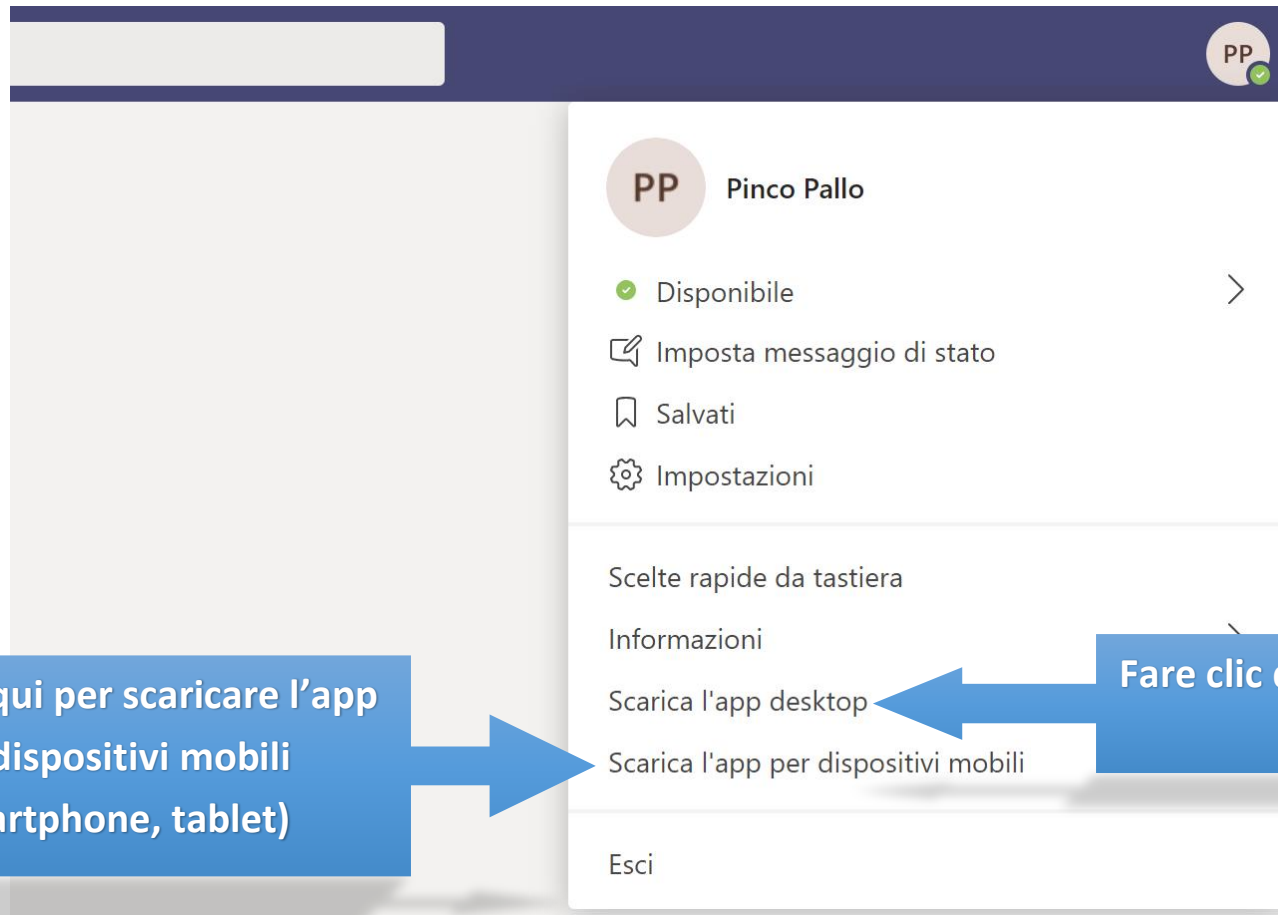 PP
PP
Pinco Pallo
Disponibile
Imposta messaggio di stato
Salvati
Impostazioni
Scelte rapide da tastiera
Informazioni
Scarica l'app desktop
Scarica l'app per dispositivi mobili
Esci
qui per scaricare l’app
dispositivi mobili
tablet)
Fare clic